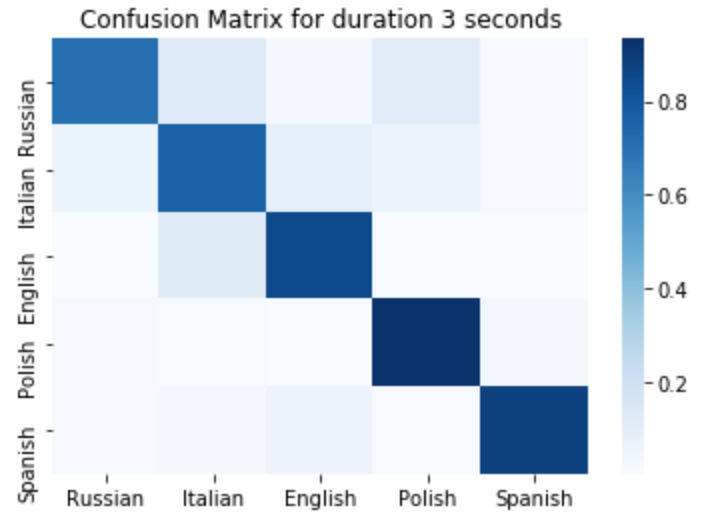 Confusion Matrix for duration 3 seconds
Russian
Italian
English
Polish
Spanish
0.8
0.6
0.4
0.2
Russian Italian English Polish Spanish